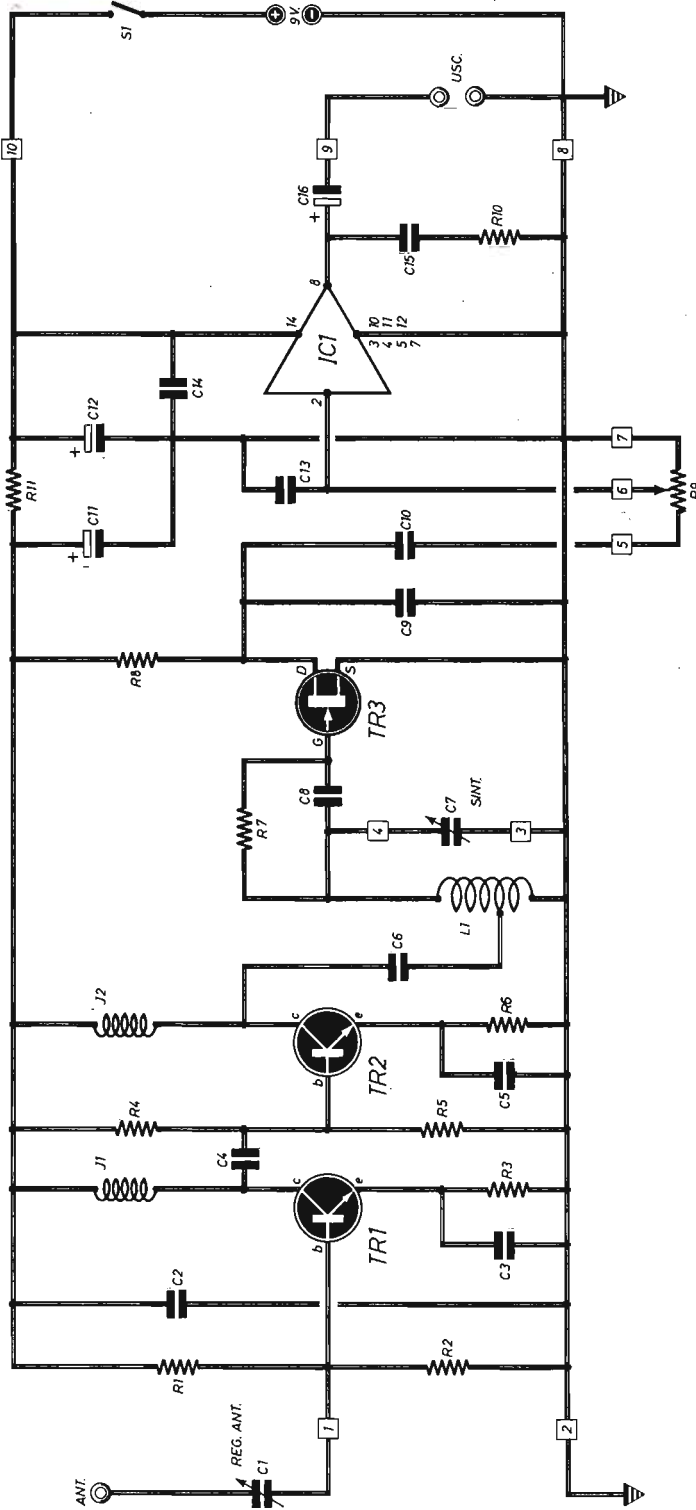 ANT.
REG. ANT.
C1
1
2
R1
R2
C2
TR1
b
c
e
J1
C3
R3
C4
R4
R5
TR2
b
c
e
J2
C5
R6
C6
L1
R7
C8
4
C7
SINT.
3
TR3
G
D
S
R8
C9
C10
R11
C11
+
C12
+
C13
C14
5
6
7
R9
IC1
2
14
8
3 10
4 11
5 12
7
C15
R10
+
C16
9
USC.
8
10
S1
+
9 V.
−